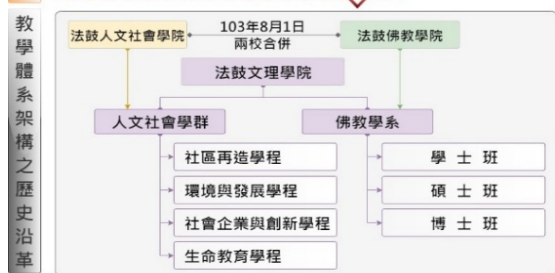 教學體系架構之歷史沿革
法鼓人文社會學院
103年8月1日
兩校合併
法鼓佛教學院
法鼓文理學院
人文社會學群
佛教學系
社區再造學程
環境與發展學程
社會企業與創新學程
生命教育學程
學士班
碩士班
博士班